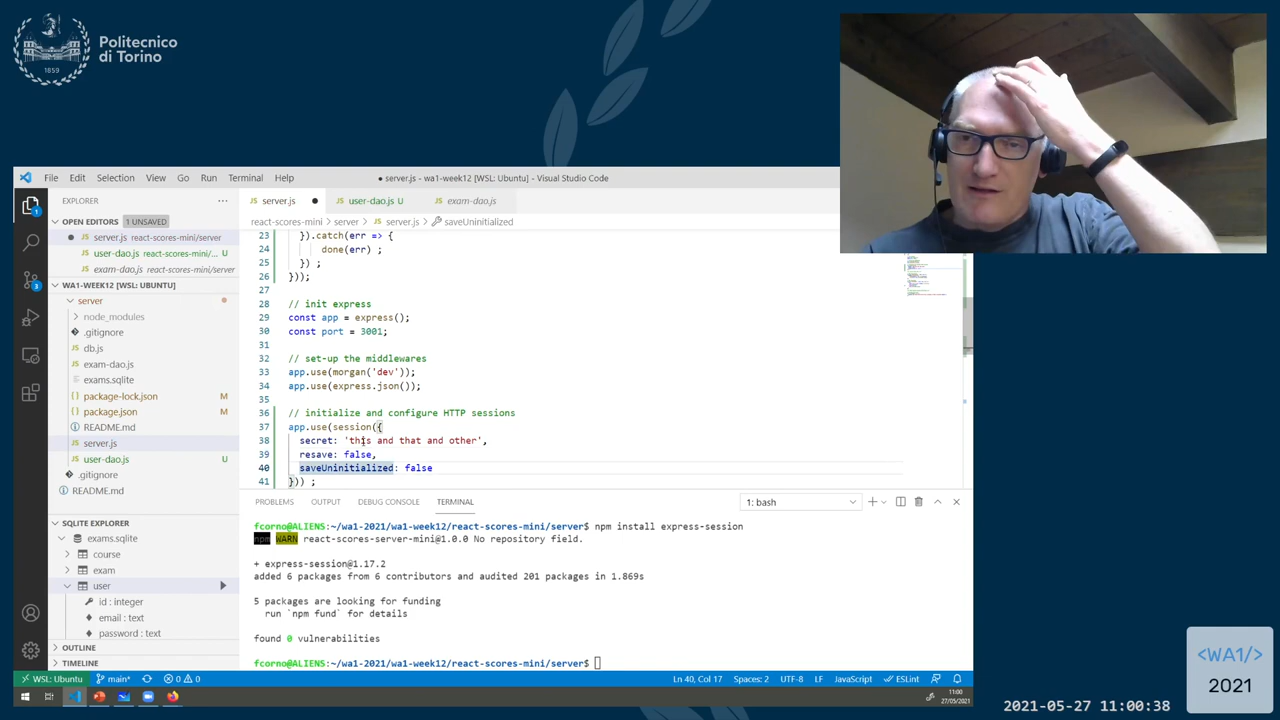 Politecnico
di Torino
1859
File Edit Selection View Go Run Terminal Help
● server.js - wa1-week12 [WSL: Ubuntu] - Visual Studio Code
EXPLORER
server.js
user-dao.js U
exam-dao.js
OPEN EDITORS 1 UNSAVED
react-scores-mini > server > server.js > saveUninitialized
server.js react-scores-mini/server
user-dao.js react-scores-mini/... U
exam-dao.js react-scores-mini/server
WA1-WEEK12 [WSL: UBUNTU]
server
node_modules
.gitignore
db.js
exam-dao.js
exams.sqlite
package-lock.json M
package.json M
README.md
server.js
user-dao.js U
.gitignore
README.md
SQLITE EXPLORER
exams.sqlite
course
exam
user
id : integer
email : text
password : text
OUTLINE
TIMELINE
23 }).catch(err => {
24 done(err) ;
25 }) ;
26 }));
27
28 // init express
29 const app = express();
30 const port = 3001;
31
32 // set-up the middlewares
33 app.use(morgan('dev'));
34 app.use(express.json());
35
36 // initialize and configure HTTP sessions
37 app.use(session({
38 secret: 'this and that and other',
39 resave: false,
40 saveUninitialized: false
41 })) ;
PROBLEMS OUTPUT DEBUG CONSOLE TERMINAL
1: bash
fcorno@ALIENS:~/wa1-2021/wa1-week12/react-scores-mini/server$ npm install express-session
npm WARN react-scores-server-mini@1.0.0 No repository field.
+ express-session@1.17.2
added 6 packages from 6 contributors and audited 201 packages in 1.869s
5 packages are looking for funding
run `npm fund` for details
found 0 vulnerabilities
fcorno@ALIENS:~/wa1-2021/wa1-week12/react-scores-mini/server$
WSL: Ubuntu main* 0 0
Ln 40, Col 17 Spaces: 2 UTF-8 LF JavaScript ESLint
11:00
27/05/2021
<WA1/>
2021
2021-05-27 11:00:38